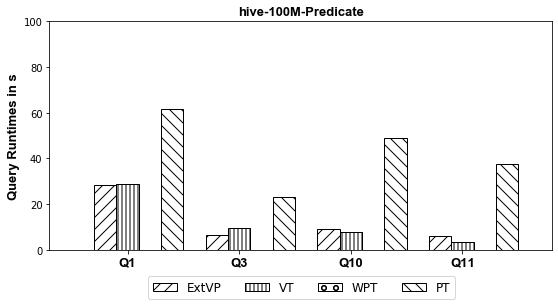 hive-100M-Predicate
Query Runtimes in s
100
80
60
40
20
0
Q1 Q3 Q10 Q11
ExtVP VT WPT PT